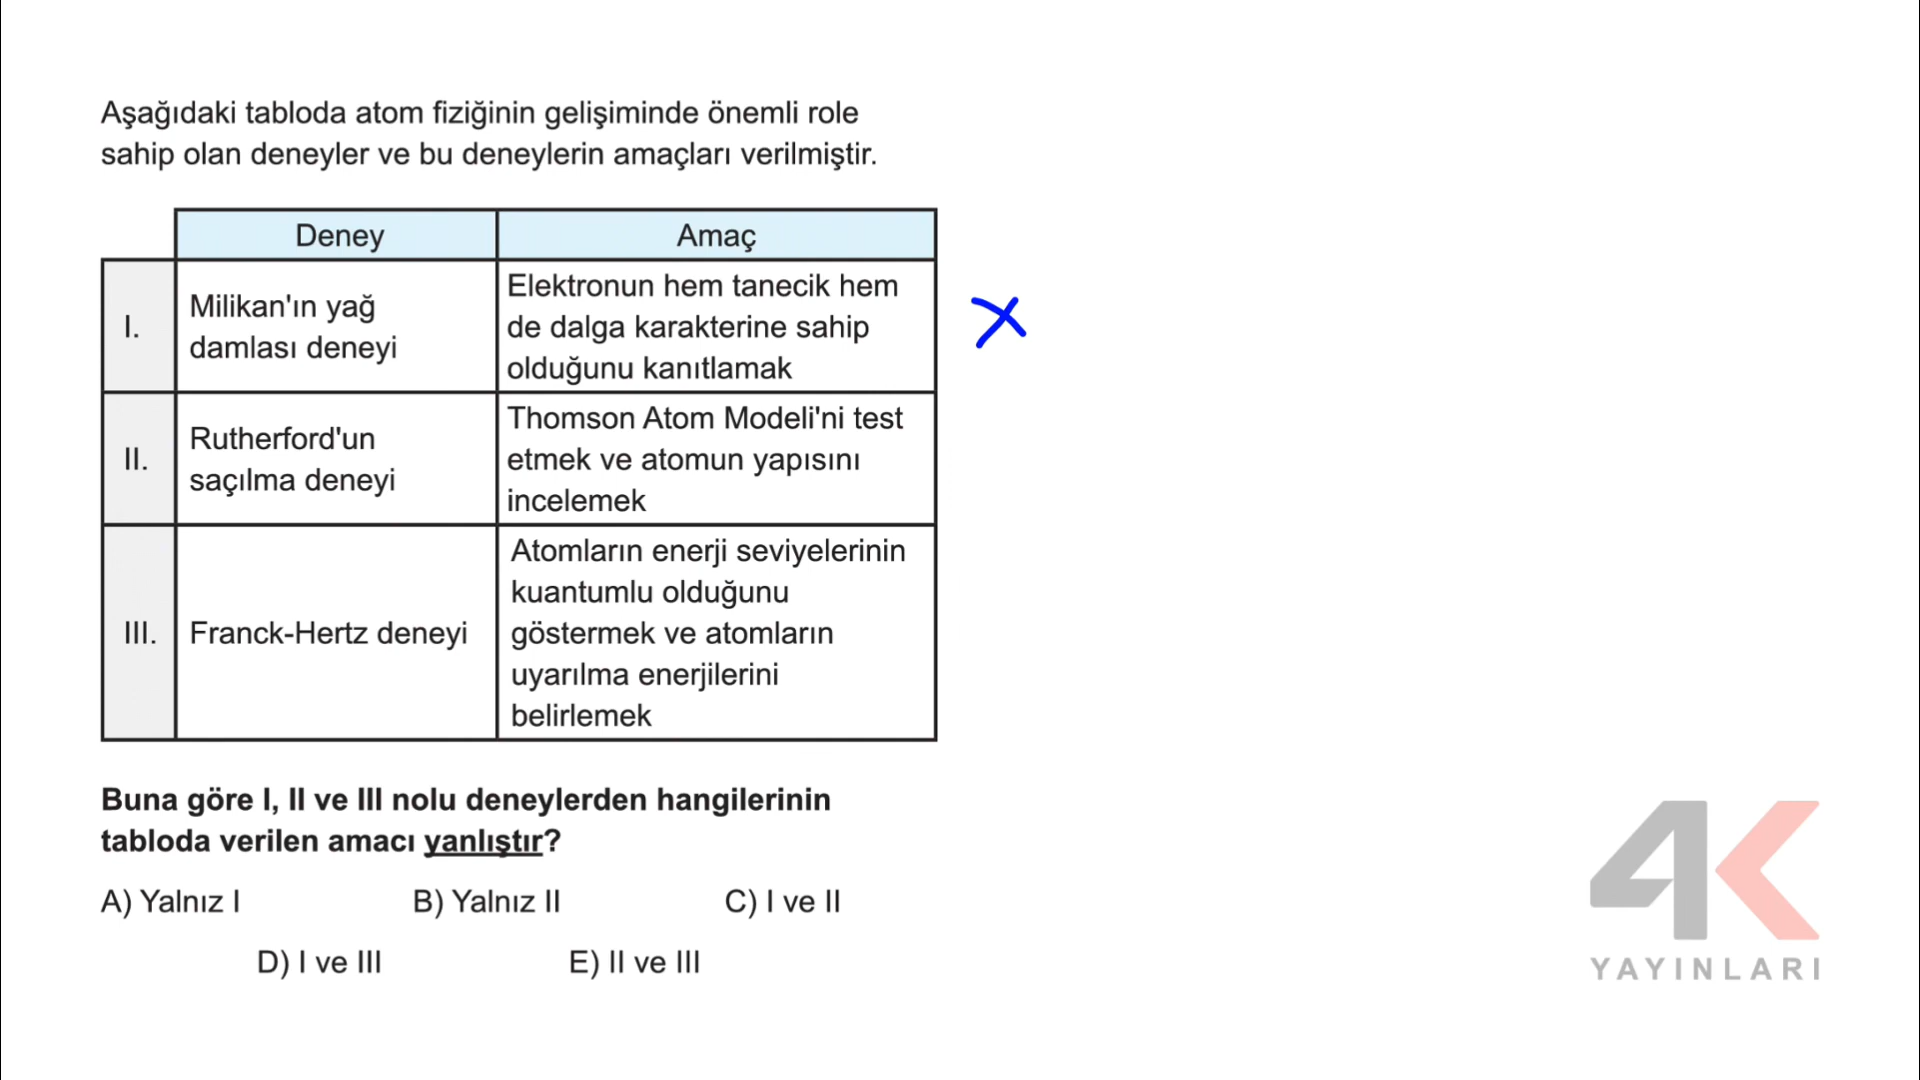 Aşağıdaki tabloda atom fiziğinin gelişiminde önemli role
sahip olan deneyler ve bu deneylerin amaçları verilmiştir.
Deney
Amaç
I.
Milikan'ın yağ
damlası deneyi
Elektronun hem tanecik hem
de dalga karakterine sahip
olduğunu kanıtlamak
II.
Rutherford'un
saçılma deneyi
Thomson Atom Modeli'ni test
etmek ve atomun yapısını
incelemek
III.
Franck-Hertz deneyi
Atomların enerji seviyelerinin
kuantumlu olduğunu
göstermek ve atomların
uyarılma enerjilerini
belirlemek
Buna göre I, II ve III nolu deneylerden hangilerinin
tabloda verilen amacı yanlıştır?
A) Yalnız I
B) Yalnız II
C) I ve II
D) I ve III
E) II ve III
4K
YAYINLARI